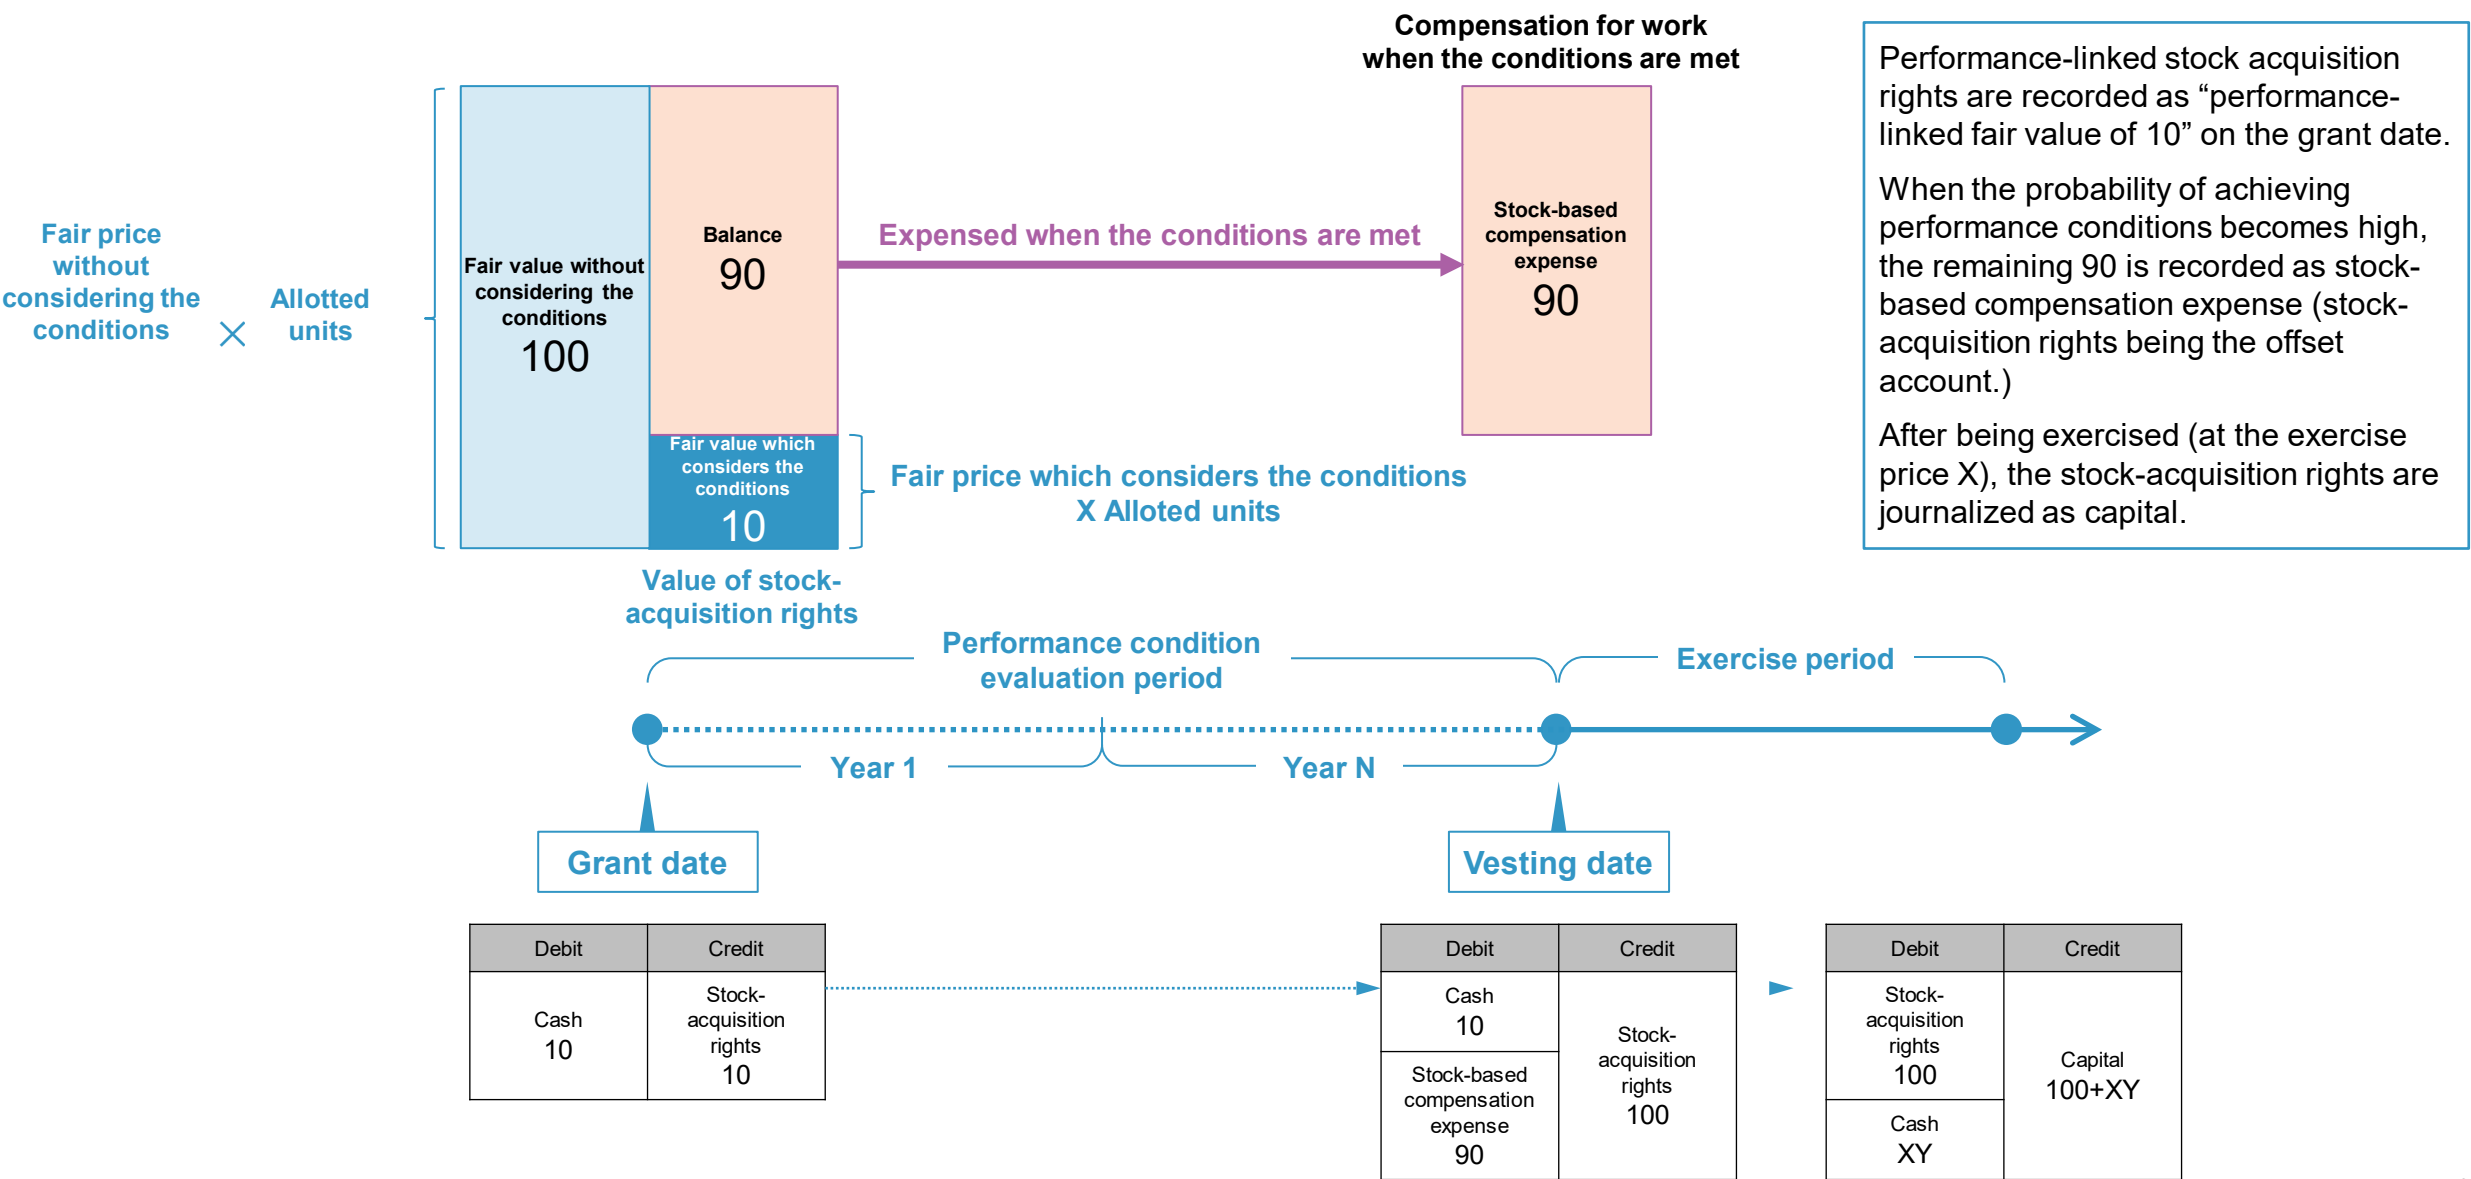 Compensation for work
when the conditions are met
Performance-linked stock acquisition
rights are recorded as “performance-
linked fair value of 10” on the grant date.
When the probability of achieving
performance conditions becomes high,
the remaining 90 is recorded as stock-
based compensation expense (stock-
acquisition rights being the offset
account.)
After being exercised (at the exercise
price X), the stock-acquisition rights are
journalized as capital.
Fair price
without
considering the
conditions
×
Allotted
units
Fair value without
considering the
conditions
100
Balance
90
Expensed when the conditions are met
Stock-based
compensation
expense
90
Fair value which
considers the
conditions
10
Fair price which considers the conditions
X Alloted units
Value of stock-
acquisition rights
Performance condition
evaluation period
Exercise period
Year 1
Year N
Grant date
Vesting date
Debit
Credit
Cash
10
Stock-
acquisition
rights
10
Debit
Credit
Cash
10
Stock-based
compensation
expense
90
Stock-
acquisition
rights
100
Debit
Credit
Stock-
acquisition
rights
100
Cash
XY
Capital
100+XY